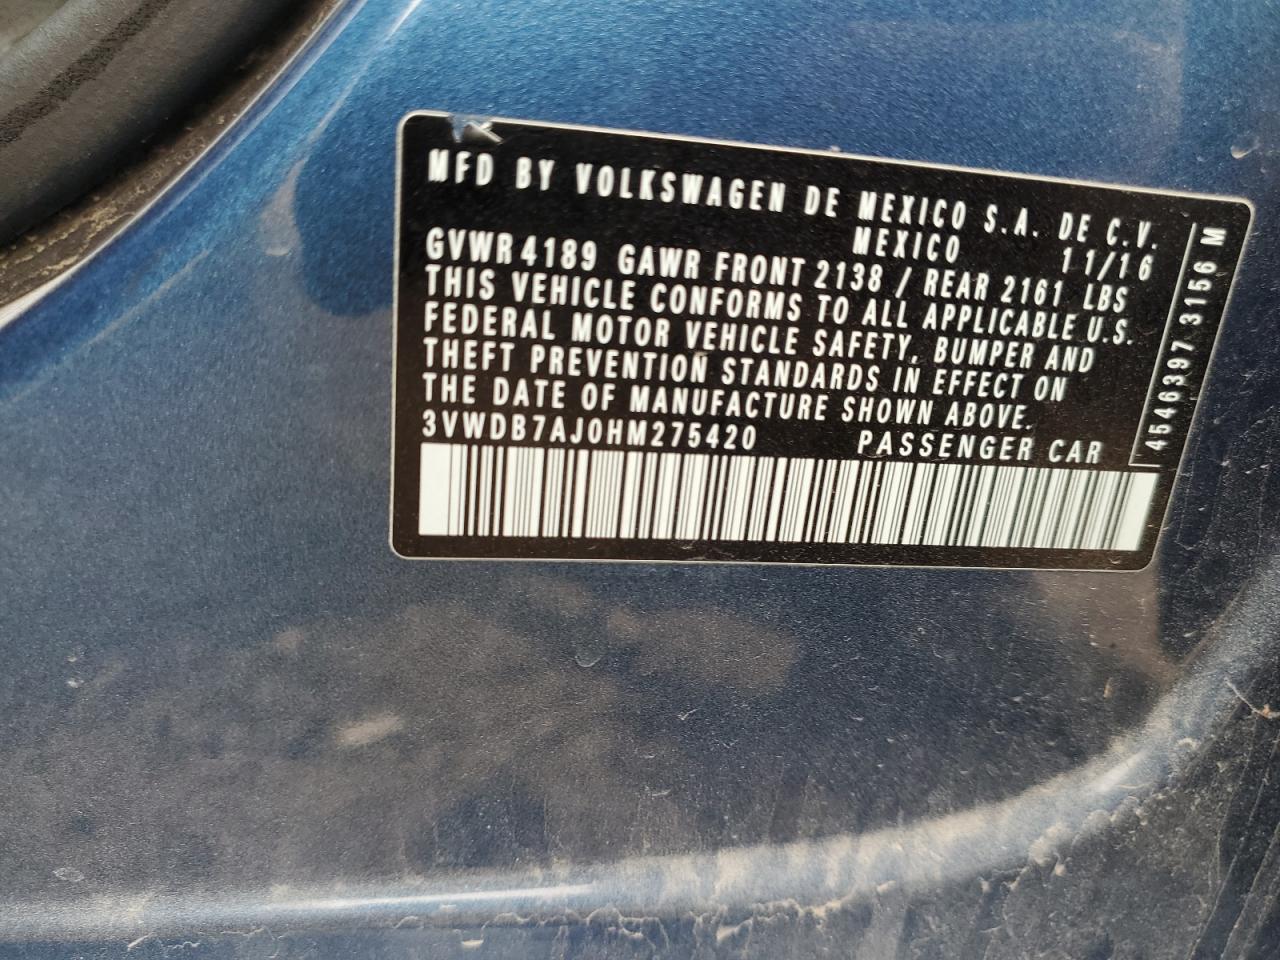 MFD BY VOLKSWAGEN DE MEXICO S.A. DE C.V.
MEXICO 11/16
GVWR 4189 GAWR FRONT 2138 / REAR 2161 LBS
THIS VEHICLE CONFORMS TO ALL APPLICABLE U.S.
FEDERAL MOTOR VEHICLE SAFETY, BUMPER AND
THEFT PREVENTION STANDARDS IN EFFECT ON
THE DATE OF MANUFACTURE SHOWN ABOVE.
3VWDB7AJ0HM275420 PASSENGER CAR
4546397 3156 M